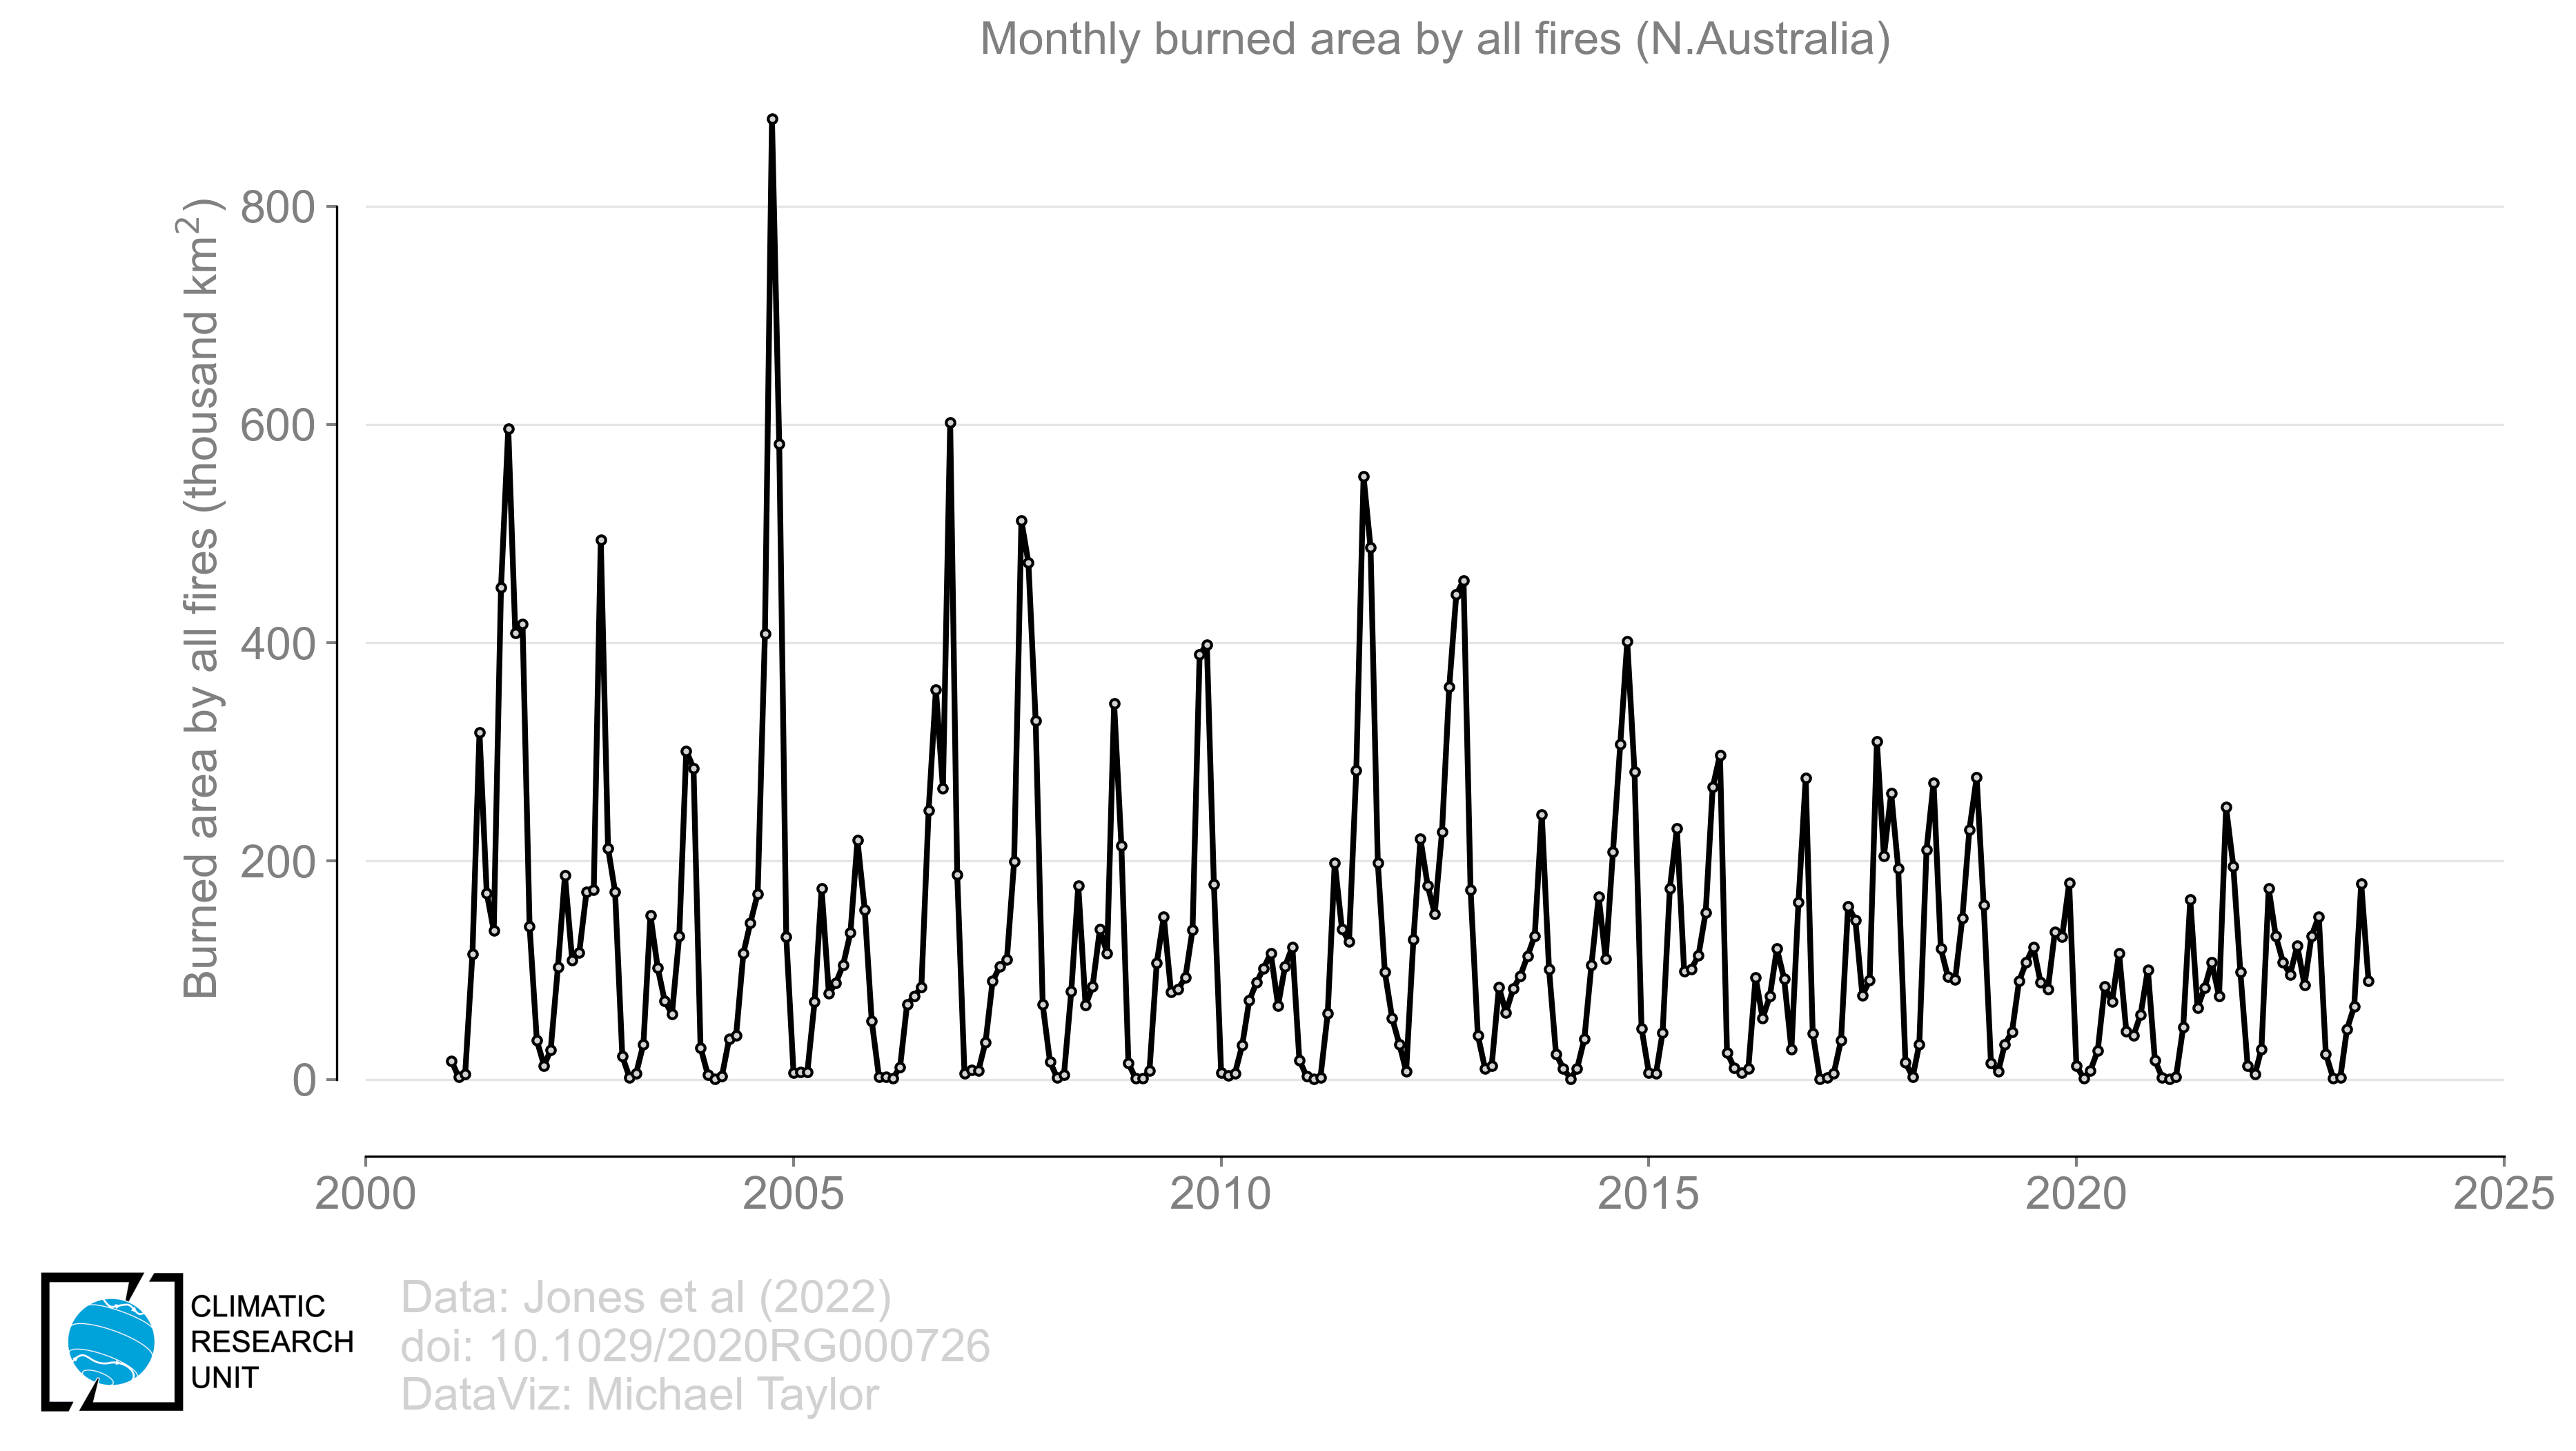 Monthly burned area by all fires (N.Australia)
Burned area by all fires (thousand km²)
800
600
400
200
0
2000
2005
2010
2015
2020
2025
CLIMATIC
RESEARCH
UNIT
Data: Jones et al (2022)
doi: 10.1029/2020RG000726
DataViz: Michael Taylor